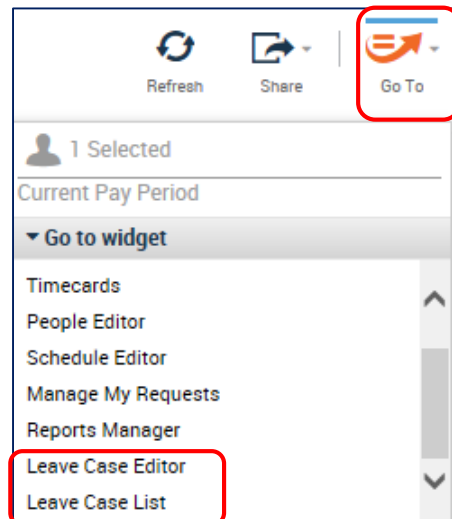 Refresh Share Go To
1 Selected
Current Pay Period
Go to widget
Timecards
People Editor
Schedule Editor
Manage My Requests
Reports Manager
Leave Case Editor
Leave Case List